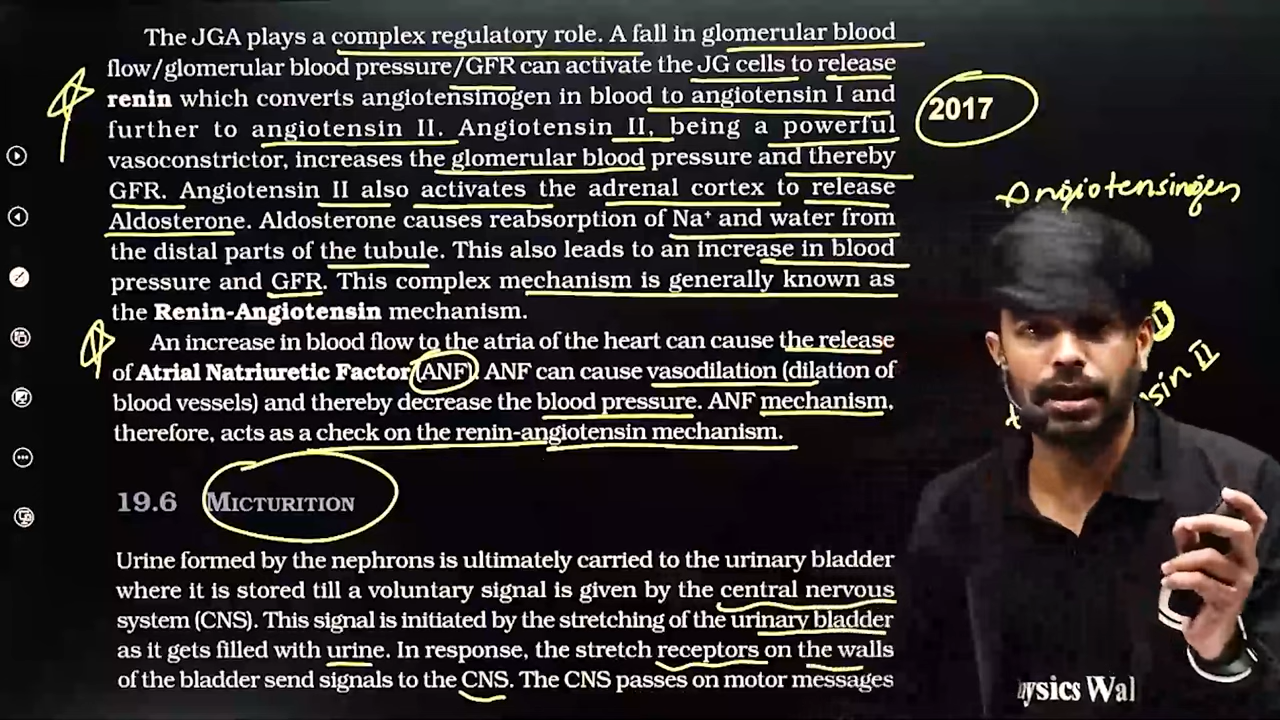 The JGA plays a complex regulatory role. A fall in glomerular blood
flow/glomerular blood pressure/GFR can activate the JG cells to release
renin which converts angiotensinogen in blood to angiotensin I and
further to angiotensin II. Angiotensin II, being a powerful
vasoconstrictor, increases the glomerular blood pressure and thereby
GFR. Angiotensin II also activates the adrenal cortex to release
Aldosterone. Aldosterone causes reabsorption of Na⁺ and water from
the distal parts of the tubule. This also leads to an increase in blood
pressure and GFR. This complex mechanism is generally known as
the Renin-Angiotensin mechanism.
An increase in blood flow to the atria of the heart can cause the release
of Atrial Natriuretic Factor (ANF). ANF can cause vasodilation (dilation of
blood vessels) and thereby decrease the blood pressure. ANF mechanism,
therefore, acts as a check on the renin-angiotensin mechanism.
19.6 MICTURITION
Urine formed by the nephrons is ultimately carried to the urinary bladder
where it is stored till a voluntary signal is given by the central nervous
system (CNS). This signal is initiated by the stretching of the urinary bladder
as it gets filled with urine. In response, the stretch receptors on the walls
of the bladder send signals to the CNS. The CNS passes on motor messages
2017
Angiotensinogen
sin II
hysics Wal